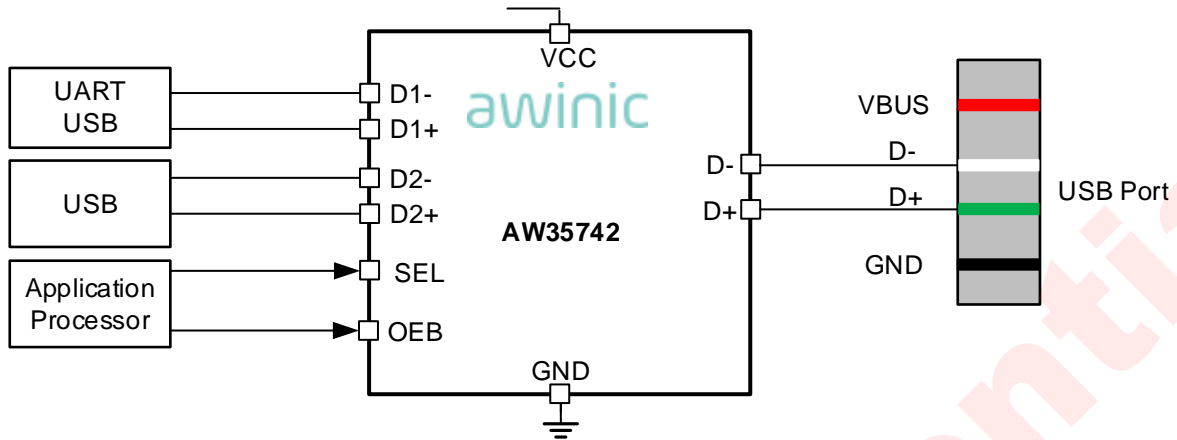 VCC
UART
USB
D1-
D1+
awinic
VBUS
D-
D-
USB
D2-
D2+
D+
D+
USB Port
AW35742
Application
Processor
SEL
OEB
GND
GND